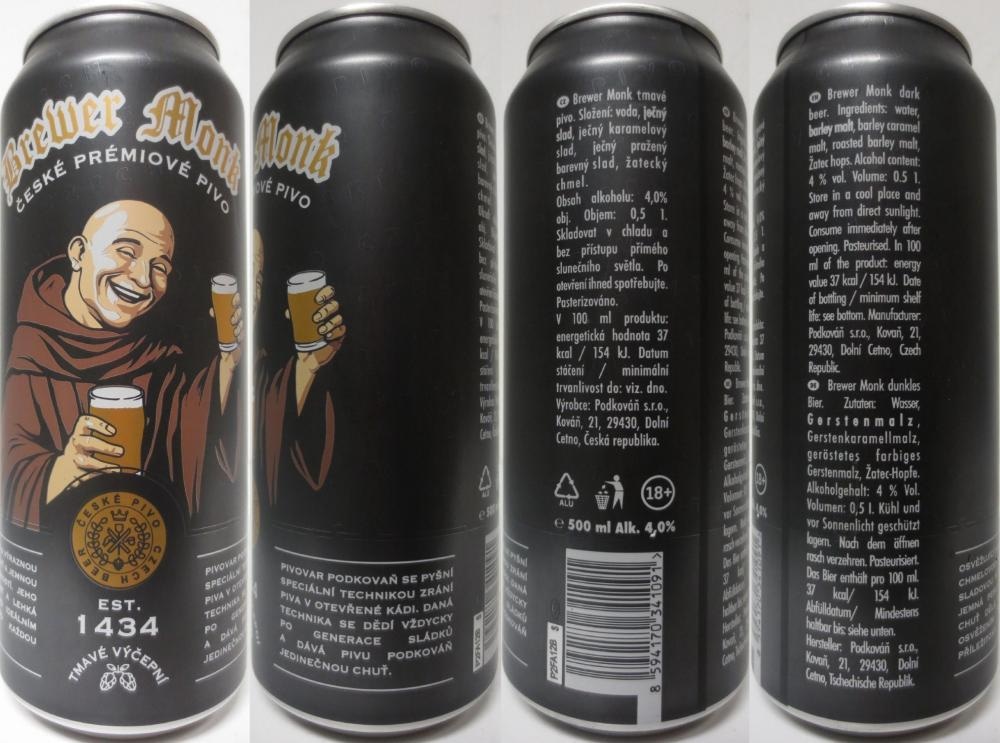 Brewer Monk
ČESKÉ PRÉMIOVÉ PIVO
ČESKÉ PIVO
CZECH BEER
EST.
1434
TMAVÉ VÝČEPNÍ
Monk
OVÉ PIVO
PIVOVAR PODKOVAŇ SE PYŠNÍ
SPECIÁLNÍ TECHNIKOU ZRÁNÍ
PIVA V OTEVŘENÉ KÁDI. DANÁ
TECHNIKA SE DĚDÍ VŽDYCKY
PO GENERACE SLÁDKŮ
A DÁVÁ PIVU PODKOVÁŇ
JEDINEČNOU CHUŤ.
CZ Brewer Monk tmavé
pivo. Složení: voda, ječný
slad, ječný karamelový
slad, ječný pražený
barevný slad, žatecký
chmel.
Obsah alkoholu: 4,0%
obj. Objem: 0,5 l.
Skladovat v chladu a
bez přístupu přímého
slunečního světla. Po
otevření ihned spotřebujte.
Pasterizováno.
V 100 ml produktu:
energetická hodnota 37
kcal / 154 kJ. Datum
stáčení / minimální
trvanlivost do: viz. dno.
Výrobce: Podkováň s.r.o.,
Kováň, 21, 29430, Dolní
Cetno, Česká republika.
ALU
18+
e 500 ml Alk. 4,0%
P2FA12B S
8 594170 341091 >
EN Brewer Monk dark
beer. Ingredients: water,
barley malt, barley caramel
malt, roasted barley malt,
Žatec hops. Alcohol content:
4 % vol. Volume: 0.5 l.
Store in a cool place and
away from direct sunlight.
Consume immediately after
opening. Pasteurised. In 100
ml of the product: energy
value 37 kcal / 154 kJ. Date
of bottling / minimum shelf
life: see bottom. Manufacturer:
Podkováň s.r.o., Kovaň, 21,
29430, Dolní Cetno, Czech
Republic.
DE Brewer Monk dunkles
Bier. Zutaten: Wasser,
Gerstenmalz,
Gerstenkaramellmalz,
geröstetes farbiges
Gerstenmalz, Žatec-Hopfe.
Alkoholgehalt: 4 % Vol.
Volumen: 0,5 l. Kühl und
vor Sonnenlicht geschützt
lagern. Nach dem öffnen
rasch verzehren. Pasteurisiert.
Das Bier enthält pro 100 ml.
37 kcal/ 154 kJ.
Abfülldatum/ Mindestens
haltbar bis: siehe unten.
Hersteller: Podkováň s.r.o.,
Kovaň, 21, 29430, Dolní
Cetno, Tschechische Republik.